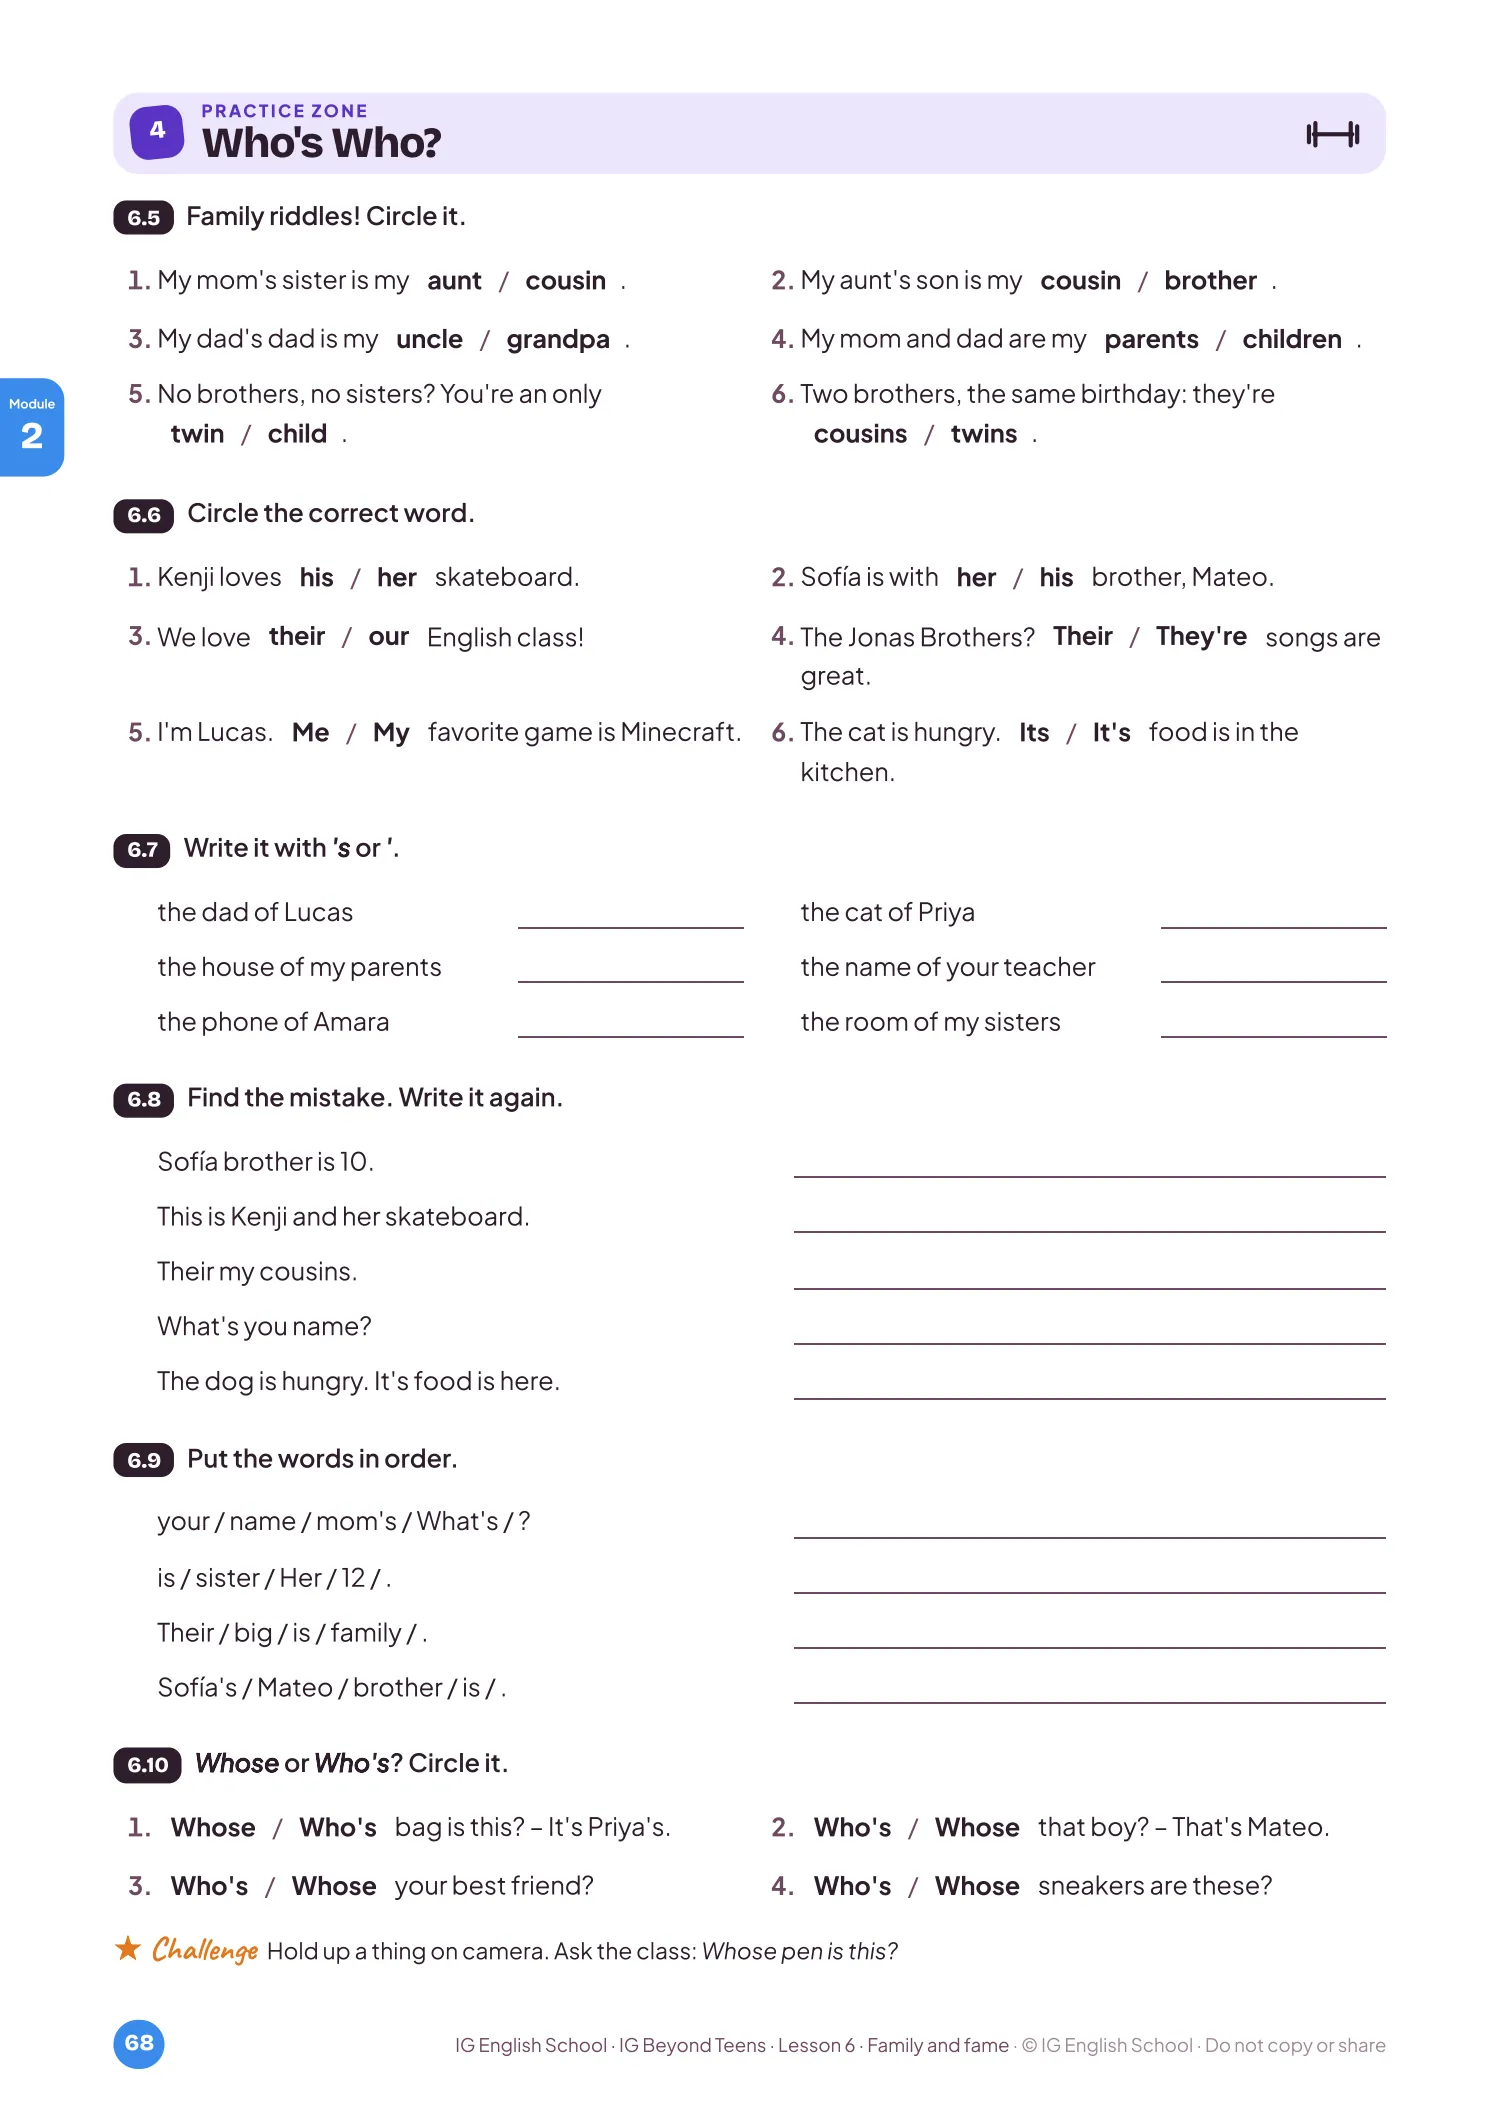 4
PRACTICE ZONE
Who's Who?
6.5 Family riddles! Circle it.
1. My mom's sister is my aunt / cousin .
2. My aunt's son is my cousin / brother .
3. My dad's dad is my uncle / grandpa .
4. My mom and dad are my parents / children .
5. No brothers, no sisters? You're an only
twin / child .
6. Two brothers, the same birthday: they're
cousins / twins .
Module
2
6.6 Circle the correct word.
1. Kenji loves his / her skateboard.
2. Sofía is with her / his brother, Mateo.
3. We love their / our English class!
4. The Jonas Brothers? Their / They're songs are
great.
5. I'm Lucas. Me / My favorite game is Minecraft.
6. The cat is hungry. Its / It's food is in the
kitchen.
6.7 Write it with 's or '.
the dad of Lucas
the cat of Priya
the house of my parents
the name of your teacher
the phone of Amara
the room of my sisters
6.8 Find the mistake. Write it again.
Sofía brother is 10.
This is Kenji and her skateboard.
Their my cousins.
What's you name?
The dog is hungry. It's food is here.
6.9 Put the words in order.
your / name / mom's / What's / ?
is / sister / Her / 12 / .
Their / big / is / family / .
Sofía's / Mateo / brother / is / .
6.10 Whose or Who's? Circle it.
1. Whose / Who's bag is this? – It's Priya's.
2. Who's / Whose that boy? – That's Mateo.
3. Who's / Whose your best friend?
4. Who's / Whose sneakers are these?
★ Challenge Hold up a thing on camera. Ask the class: Whose pen is this?
68
IG English School · IG Beyond Teens · Lesson 6 · Family and fame · © IG English School · Do not copy or share